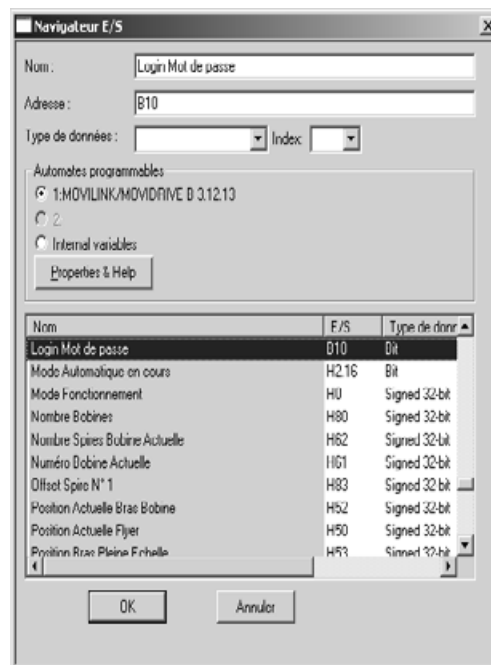 Navigateur E/S
Nom : Login Mot de passe
Adresse : B10
Type de données : Index:
Automates programmables
1:MOVILINK/MOVIDRIVE B 3.12.13
2.
Internal variables
Properties & Help
Nom E/S Type de donr
Login Mot de passe B10 Bit
Mode Automatique en cours H2.16 Bit
Mode Fonctionnement H0 Signed 32-bit
Nombre Bobines H80 Signed 32-bit
Nombre Spires Bobine Actuelle H62 Signed 32-bit
Numéro Bobine Actuelle H61 Signed 32-bit
Offset Spire N° 1 H83 Signed 32-bit
Position Actuelle Bras Bobine H52 Signed 32-bit
Position Actuelle Flyer H50 Signed 32-bit
Position Bras Pleine Echelle H53 Signed 32-bit
OK Annuler